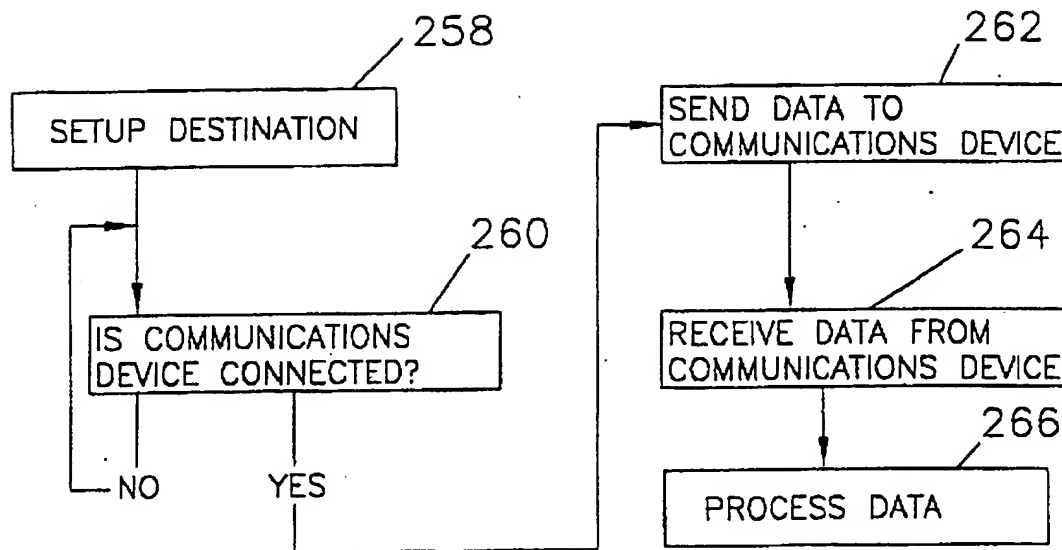 258
SETUP DESTINATION
260
IS COMMUNICATIONS
DEVICE CONNECTED?
NO
YES
262
SEND DATA TO
COMMUNICATIONS DEVICE
264
RECEIVE DATA FROM
COMMUNICATIONS DEVICE
266
PROCESS DATA